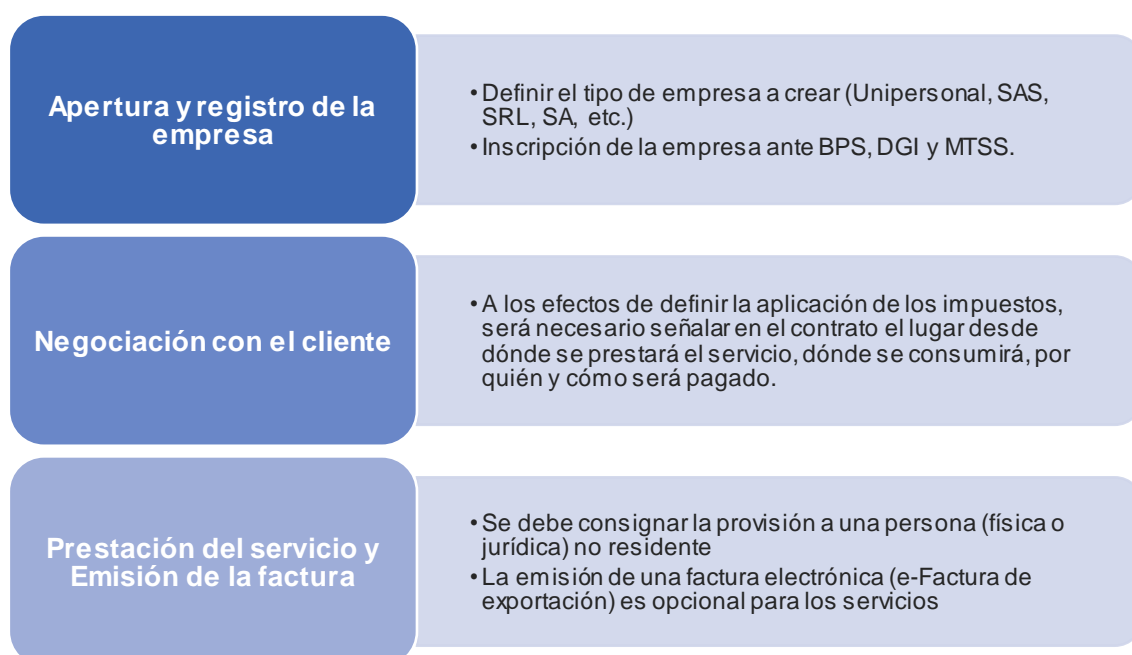 Apertura y registro de la
empresa
• Definir el tipo de empresa a crear (Unipersonal, SAS,
SRL, SA, etc.)
• Inscripción de la empresa ante BPS, DGI y MTSS.
Negociación con el cliente
• A los efectos de definir la aplicación de los impuestos,
será necesario señalar en el contrato el lugar desde
dónde se prestará el servicio, dónde se consumirá, por
quién y cómo será pagado.
Prestación del servicio y
Emisión de la factura
• Se debe consignar la provisión a una persona (física o
jurídica) no residente
• La emisión de una factura electrónica (e-Factura de
exportación) es opcional para los servicios